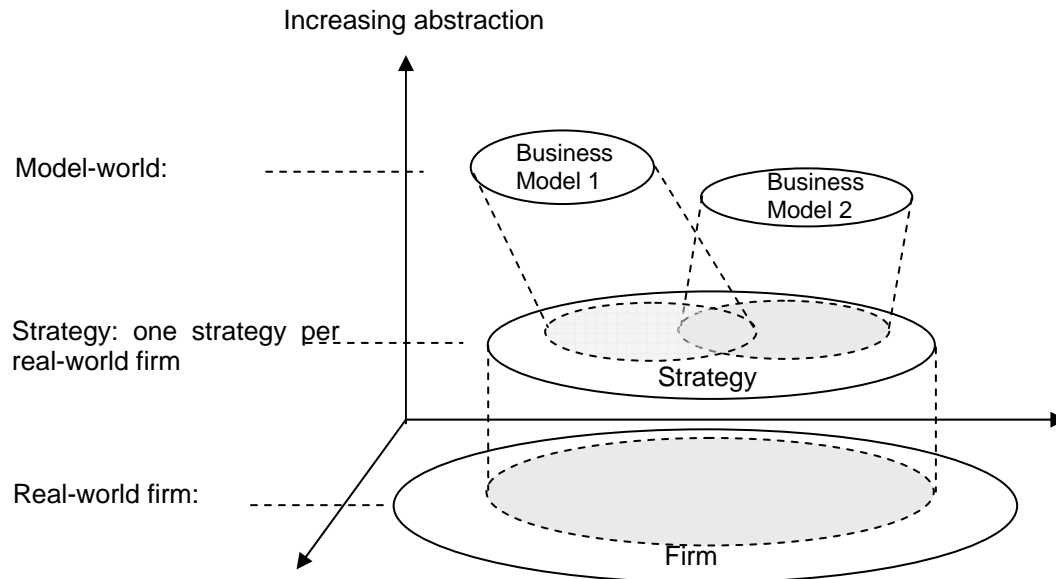 Increasing abstraction
Model-world:
Business
Model 1
Business
Model 2
Strategy: one strategy per
real-world firm
Strategy
Real-world firm:
Firm